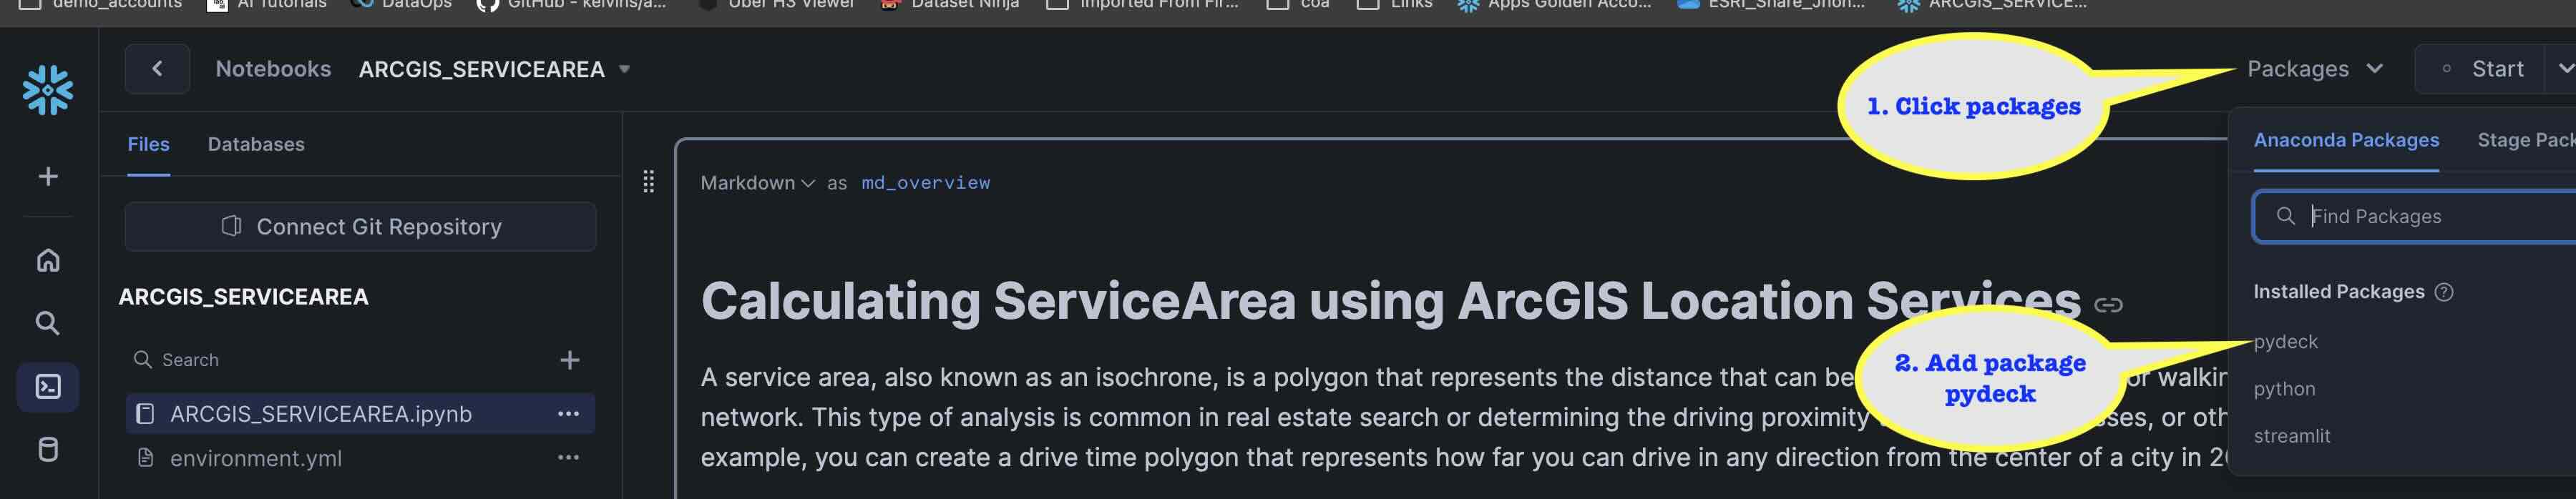 demo_accounts
AI Tutorials
DataOps
GitHub - kelvins/a...
Uber H3 Viewer
Dataset Ninja
Imported From Fir...
coa
Links
Apps Golden Acco...
ESRI_Share_Jhon...
ARCGIS_SERVICE...
Notebooks ARCGIS_SERVICEAREA
1. Click packages
Packages
Start
Files Databases
Anaconda Packages
Stage Pack
Markdown as md_overview
Connect Git Repository
Find Packages
ARCGIS_SERVICEAREA
Calculating ServiceArea using ArcGIS Location Services
Installed Packages
2. Add package
pydeck
pydeck
Search
A service area, also known as an isochrone, is a polygon that represents the distance that can be or walkin
python
ARCGIS_SERVICEAREA.ipynb
network. This type of analysis is common in real estate search or determining the driving proximity ses, or oth
streamlit
environment.yml
example, you can create a drive time polygon that represents how far you can drive in any direction from the center of a city in 20